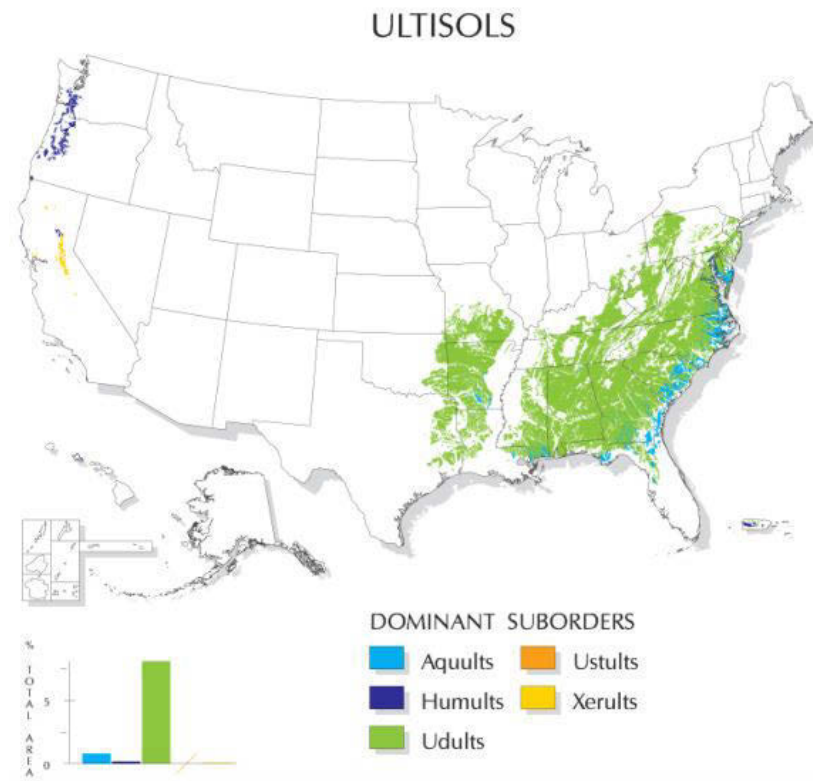 ULTISOLS
DOMINANT SUBORDERS
Aquults
Ustults
Humults
Xerults
Udults
% TOTAL AREA
5
0